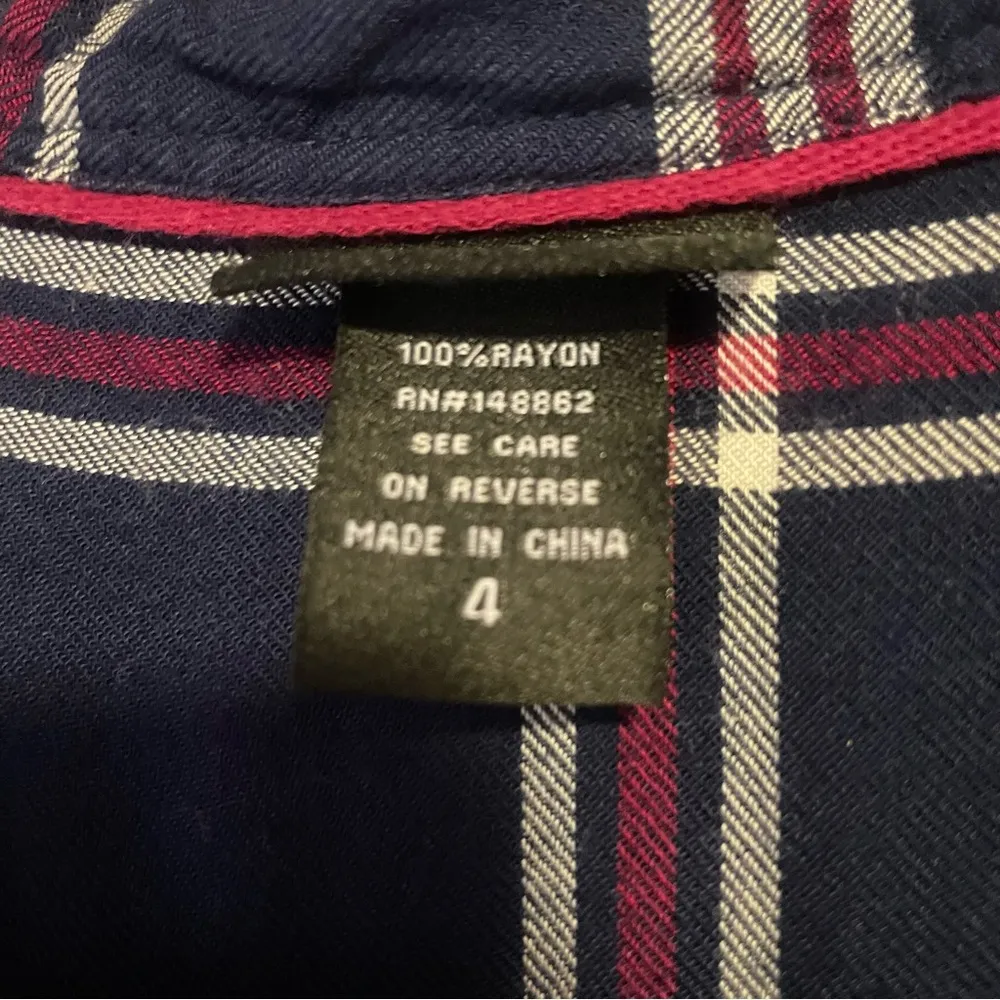 100%RAYON
RN#148862
SEE CARE
ON REVERSE
MADE IN CHINA
4